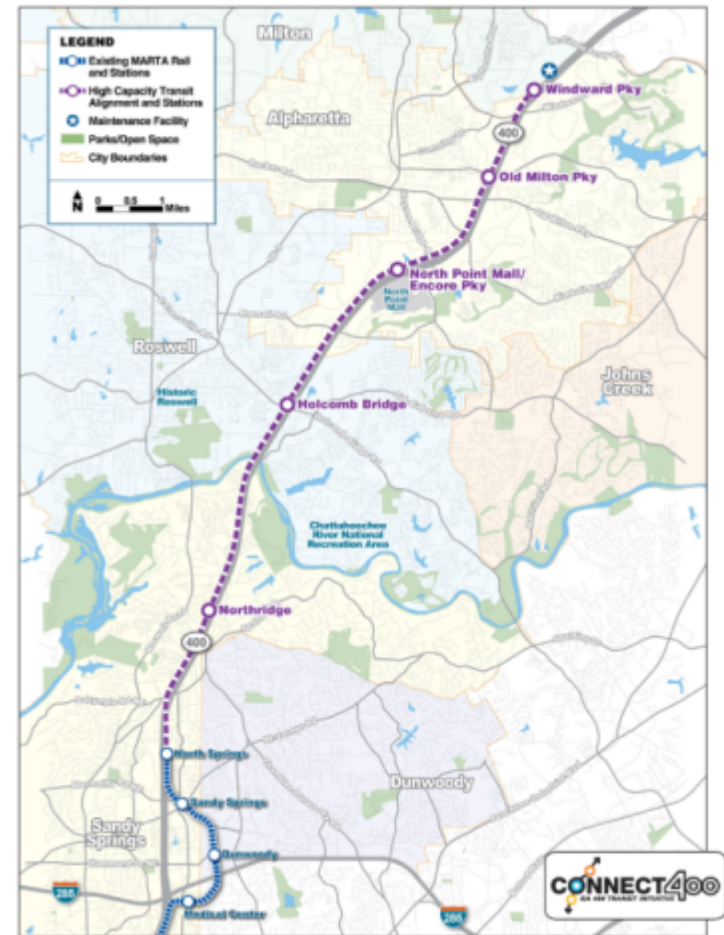 LEGEND
Existing MARTA Rail
and Stations
High Capacity Transit
Alignment and Stations
Maintenance Facility
Parks/Open Space
City Boundaries
N
0 0.5 1
Miles
Milton
Alpharetta
Windward Pky
400
Old Milton Pky
North Point Mall/
Encore Pky
North
Point
Mall
Roswell
Johns
Creek
Historic
Roswell
Holcomb Bridge
Chattahoochee
River National
Recreation Area
Northridge
400
North Springs
Dunwoody
Sandy Springs
Sandy
Springs
Dunwoody
285
Medical Center
285
CONNECT400
GA 400 TRANSIT INITIATIVE